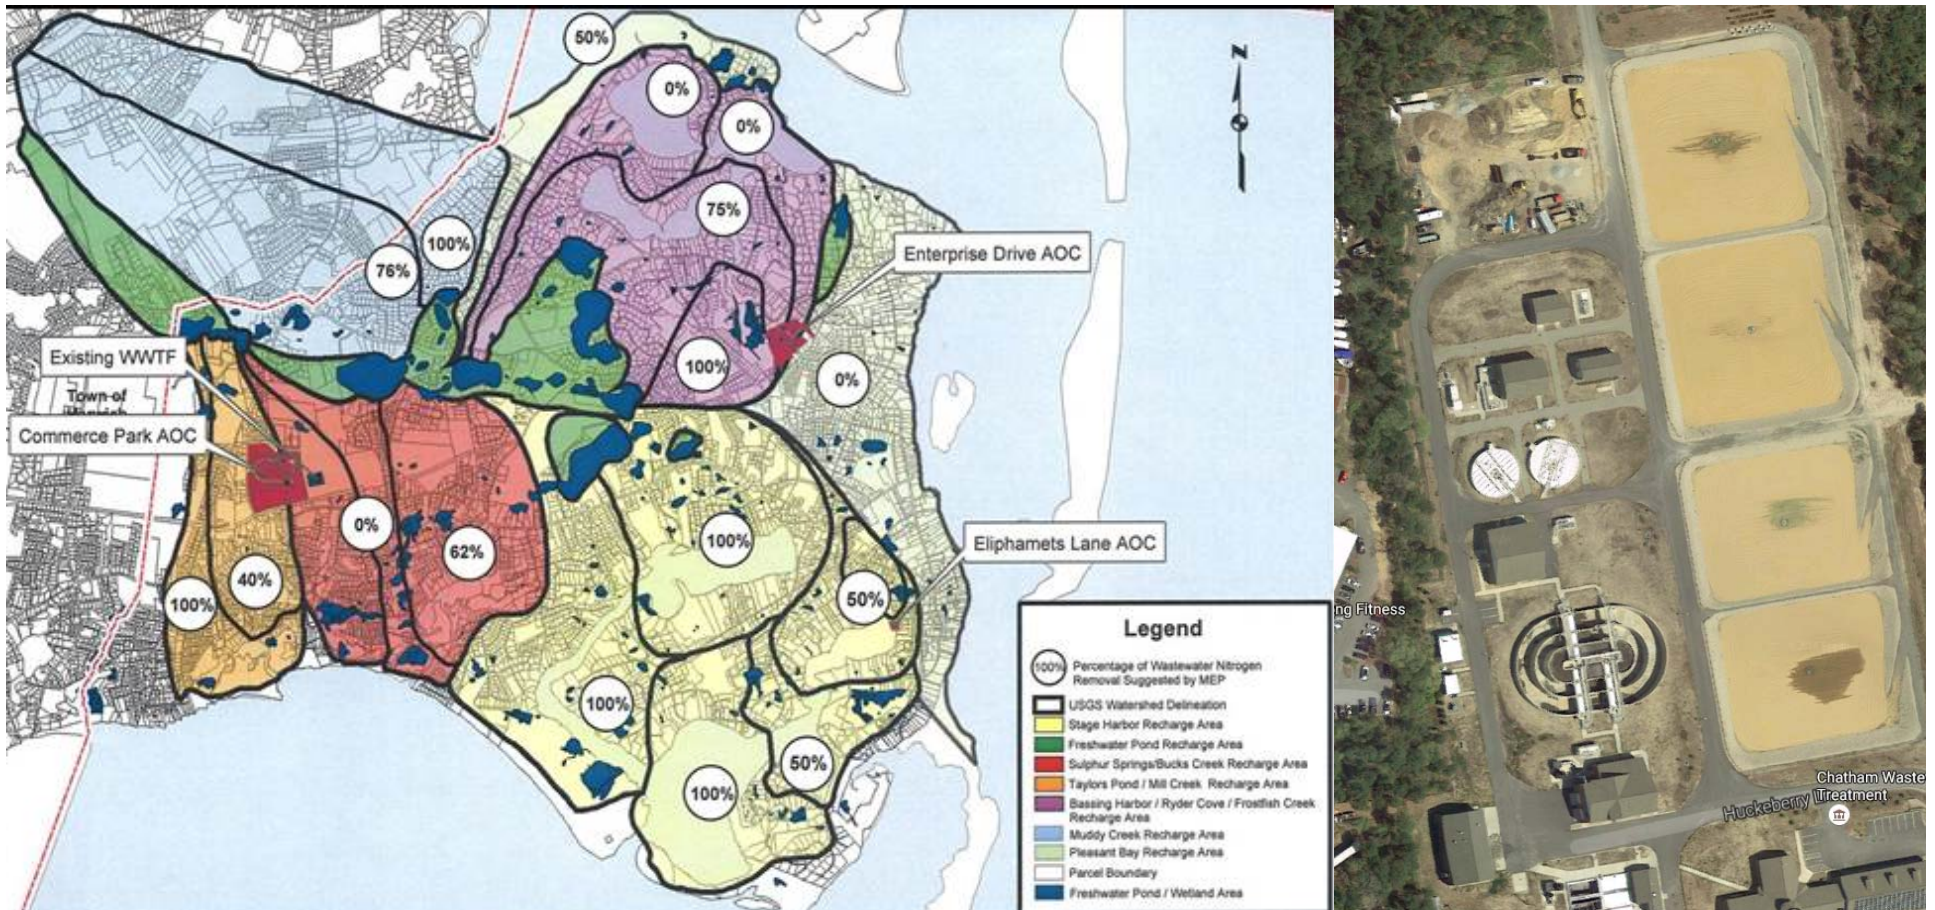 50%
0%
0%
75%
100%
76%
Enterprise Drive AOC
Existing WWTF
Town of
Commerce Park AOC
100%
0%
0%
62%
100%
50%
Eliphamets Lane AOC
40%
100%
100%
50%
100%
N
Legend
100%
Percentage of Wastewater Nitrogen
Removal Suggested by MEP
USGS Watershed Delineation
Stage Harbor Recharge Area
Freshwater Pond Recharge Area
Sulphur Springs/Bucks Creek Recharge Area
Taylors Pond / Mill Creek Recharge Area
Bassing Harbor / Ryder Cove / Frostfish Creek
Recharge Area
Muddy Creek Recharge Area
Pleasant Bay Recharge Area
Parcel Boundary
Freshwater Pond / Wetland Area
ng Fitness
Chatham Waste
Treatment
Huckeberry